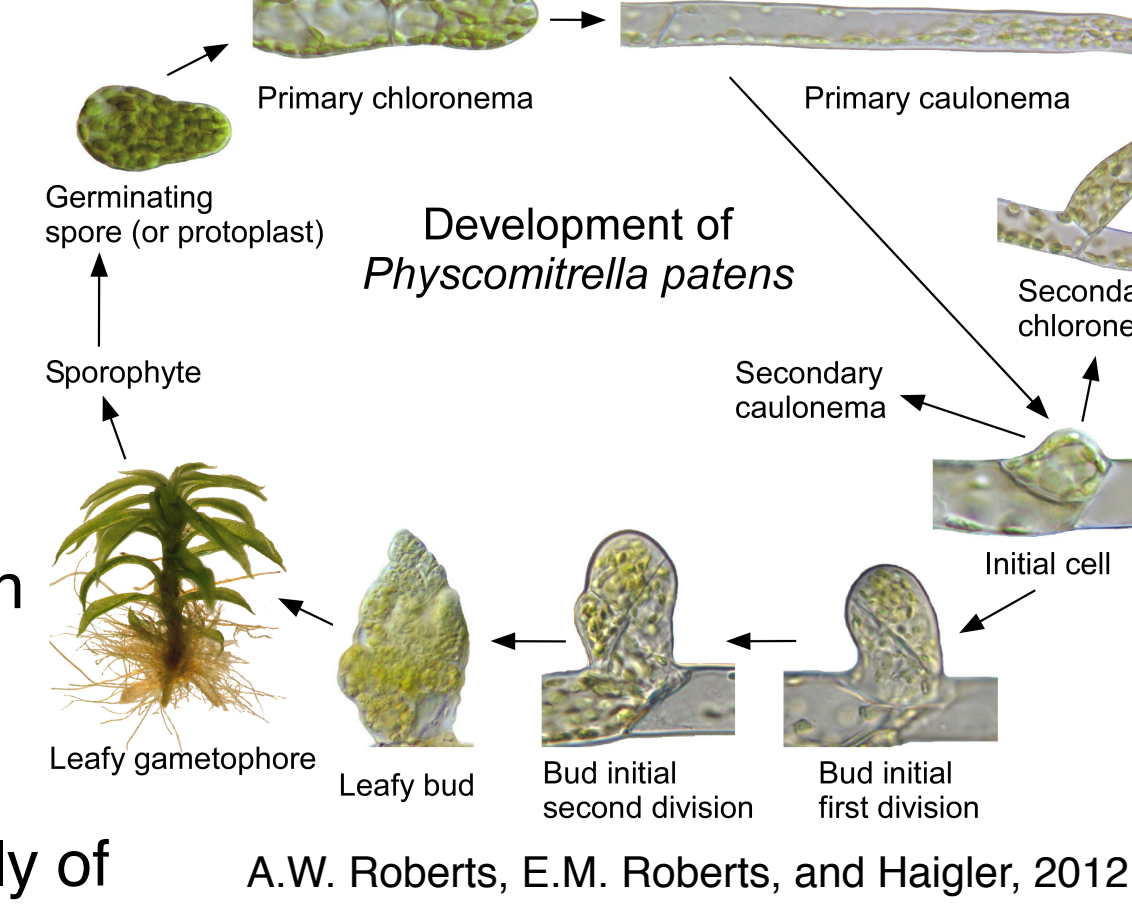 Primary chloronema
Primary caulonema
Germinating
spore (or protoplast)
Development of
Physcomitrella patens
Sporophyte
Secondary
caulonema
Initial cell
Leafy gametophore
Leafy bud
Bud initial
second division
Bud initial
first division
of
A.W. Roberts, E.M. Roberts, and Haigler, 2012